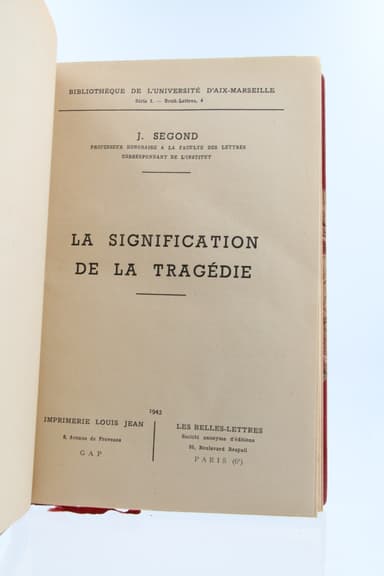 BIBLIOTHÈQUE DE L'UNIVERSITÉ D'AIX-MARSEILLE
Série I. — Droit-Lettres, 4
J. SEGOND
PROFESSEUR HONORAIRE A LA FACULTÉ DES LETTRES
CORRESPONDANT DE L'INSTITUT
LA SIGNIFICATION
DE LA TRAGÉDIE
1943
IMPRIMERIE LOUIS JEAN
8, Avenue de Provence
GAP
LES BELLES-LETTRES
Société anonyme d'éditions
95, Boulevard Raspail
PARIS (6e)